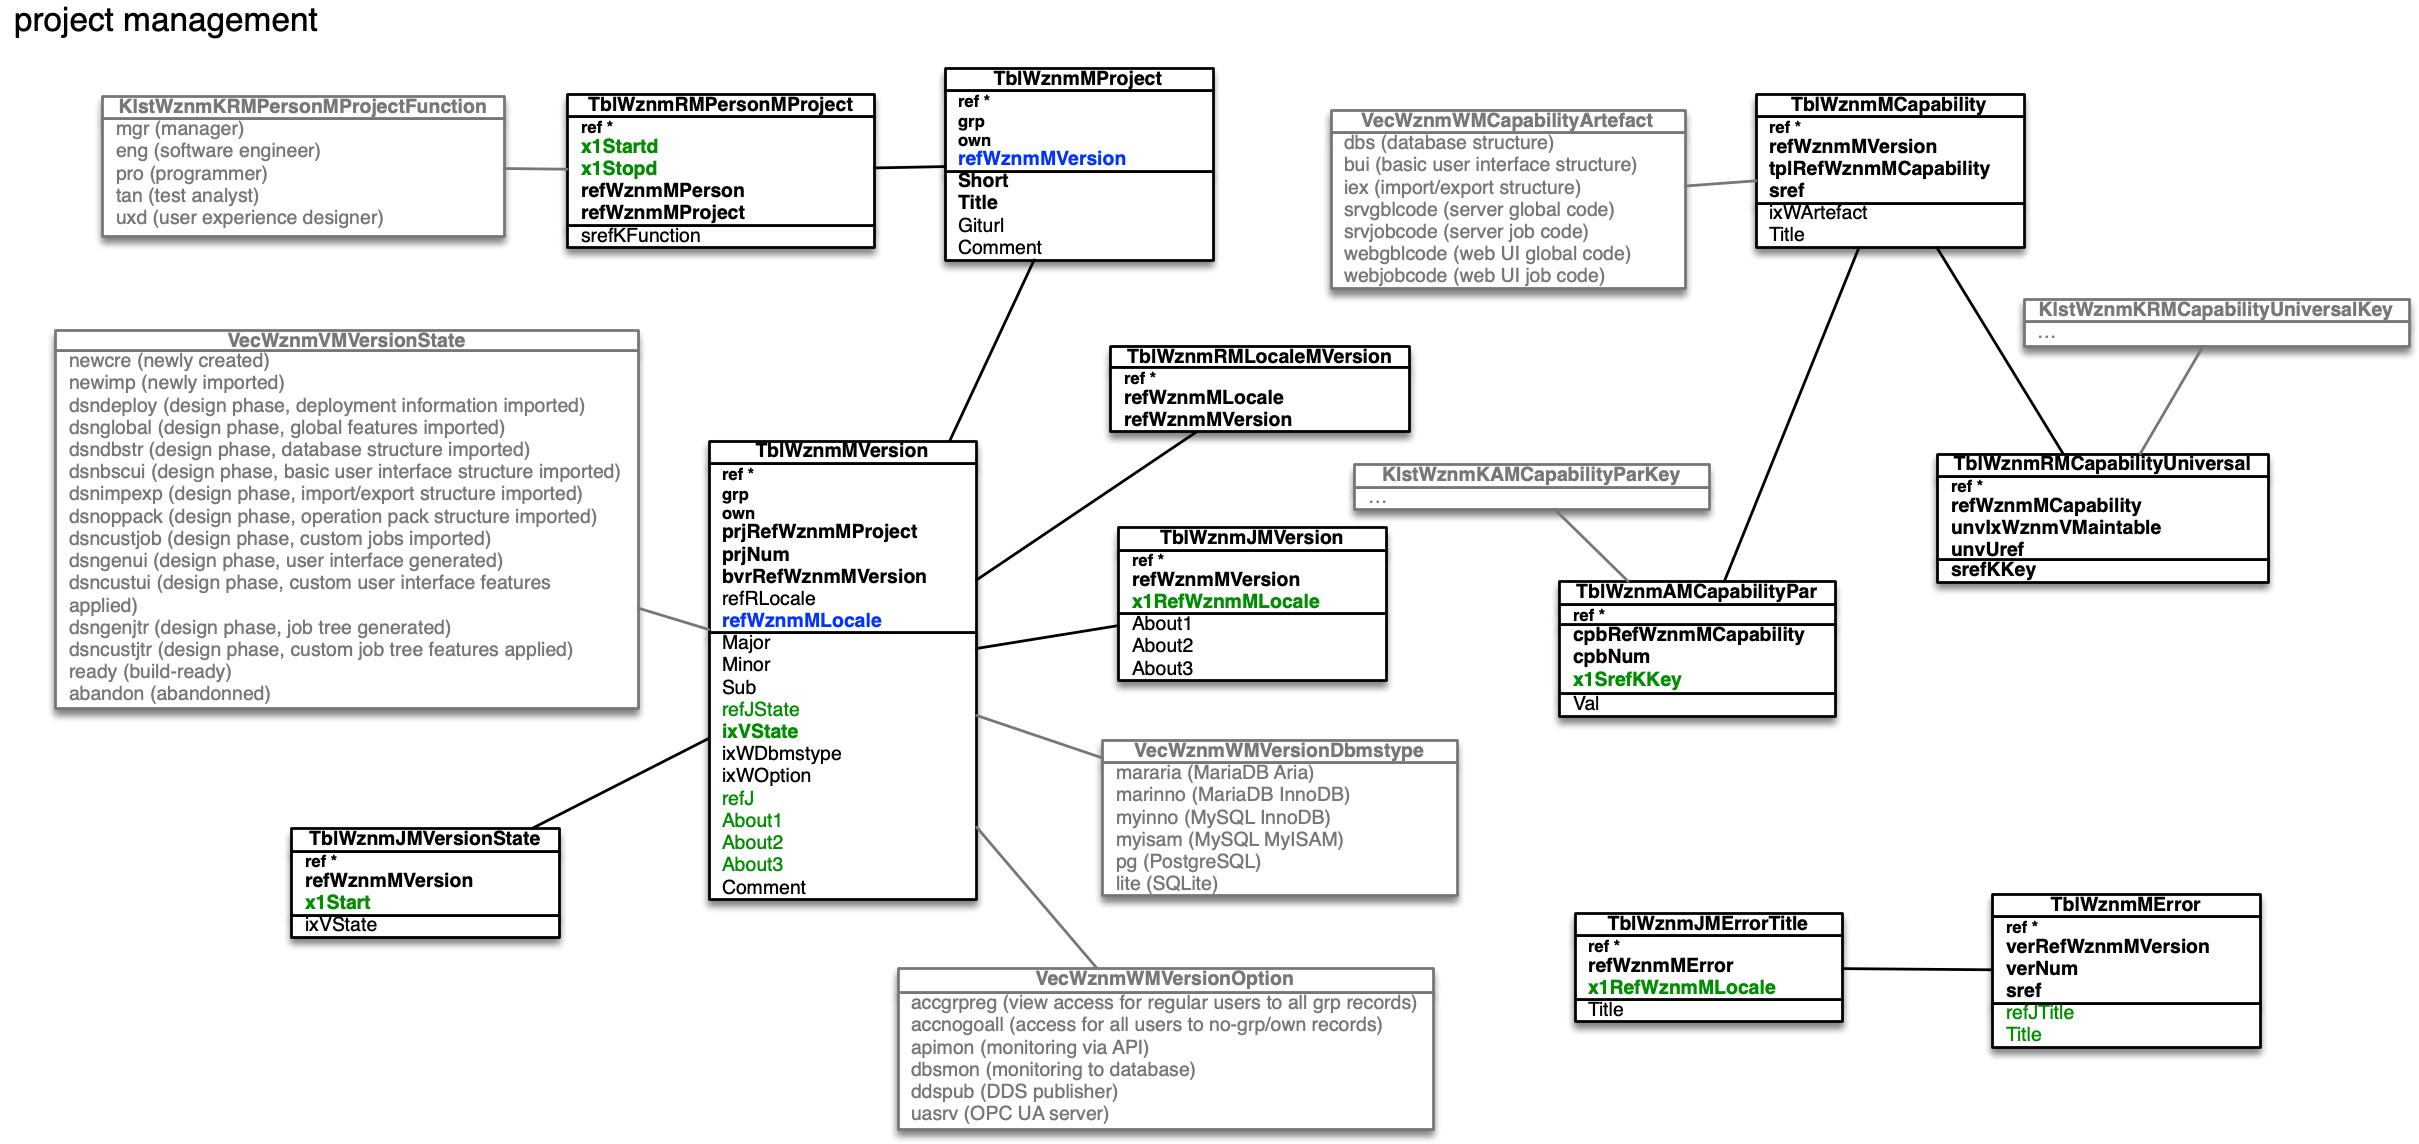 project management
KlstWznmKRMPersonMProjectFunction
mgr (manager)
eng (software engineer)
pro (programmer)
tan (test analyst)
uxd (user experience designer)
TblWznmRMPersonMProject
ref *
x1Startd
x1Stopd
refWznmMPerson
refWznmMProject
srefKFunction
TblWznmMProject
ref *
grp
own
refWznmMVersion
Short
Title
Giturl
Comment
VecWznmWMCapabilityArtefact
dbs (database structure)
bui (basic user interface structure)
iex (import/export structure)
srvgblcode (server global code)
srvjobcode (server job code)
webgblcode (web UI global code)
webjobcode (web UI job code)
TblWznmMCapability
ref *
refWznmMVersion
tplRefWznmMCapability
sref
ixWArtefact
Title
KlstWznmKRMCapabilityUniversalKey
...
VecWznmVMVersionState
newcre (newly created)
newimp (newly imported)
dsndeploy (design phase, deployment information imported)
dsnglobal (design phase, global features imported)
dsndbstr (design phase, database structure imported)
dsnbscui (design phase, basic user interface structure imported)
dsnimpexp (design phase, import/export structure imported)
dsnoppack (design phase, operation pack structure imported)
dsncustjob (design phase, custom jobs imported)
dsngenui (design phase, user interface generated)
dsncustui (design phase, custom user interface features
applied)
dsngenjtr (design phase, job tree generated)
dsncustjtr (design phase, custom job tree features applied)
ready (build-ready)
abandon (abandonned)
TblWznmRMLocaleMVersion
ref *
refWznmMLocale
refWznmMVersion
TblWznmMVersion
ref *
grp
own
prjRefWznmMProject
prjNum
bvrRefWznmMVersion
refRLocale
refWznmMLocale
Major
Minor
Sub
refJState
ixVState
ixWDbmstype
ixWOption
refJ
About1
About2
About3
Comment
KlstWznmKAMCapabilityParKey
...
TblWznmRMCapabilityUniversal
ref *
refWznmMCapability
unvIxWznmVMaintable
unvUref
srefKKey
TblWznmJMVersion
ref *
refWznmMVersion
x1RefWznmMLocale
About1
About2
About3
TblWznmAMCapabilityPar
ref *
cpbRefWznmMCapability
cpbNum
x1SrefKKey
Val
VecWznmWMVersionDbmstype
mararia (MariaDB Aria)
marinno (MariaDB InnoDB)
myinno (MySQL InnoDB)
myisam (MySQL MyISAM)
pg (PostgreSQL)
lite (SQLite)
TblWznmJMVersionState
ref *
refWznmMVersion
x1Start
ixVState
TblWznmJMErrorTitle
ref *
refWznmMError
x1RefWznmMLocale
Title
TblWznmMError
ref *
verRefWznmMVersion
verNum
sref
refJTitle
Title
VecWznmWMVersionOption
accgrpreg (view access for regular users to all grp records)
accnogoall (access for all users to no-grp/own records)
apimon (monitoring via API)
dbsmon (monitoring to database)
ddspub (DDS publisher)
uasrv (OPC UA server)